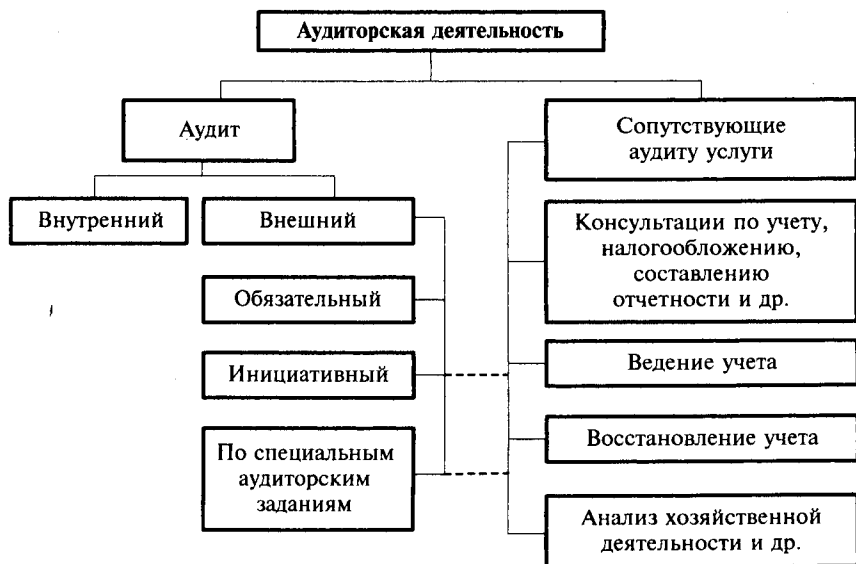 Аудиторская деятельность
Аудит
Внутренний
Внешний
Обязательный
Инициативный
По специальным
аудиторским
заданиям
Сопутствующие
аудиту услуги
Консультации по учету,
налогообложению,
составлению
отчетности и др.
Ведение учета
Восстановление учета
Анализ хозяйственной
деятельности и др.